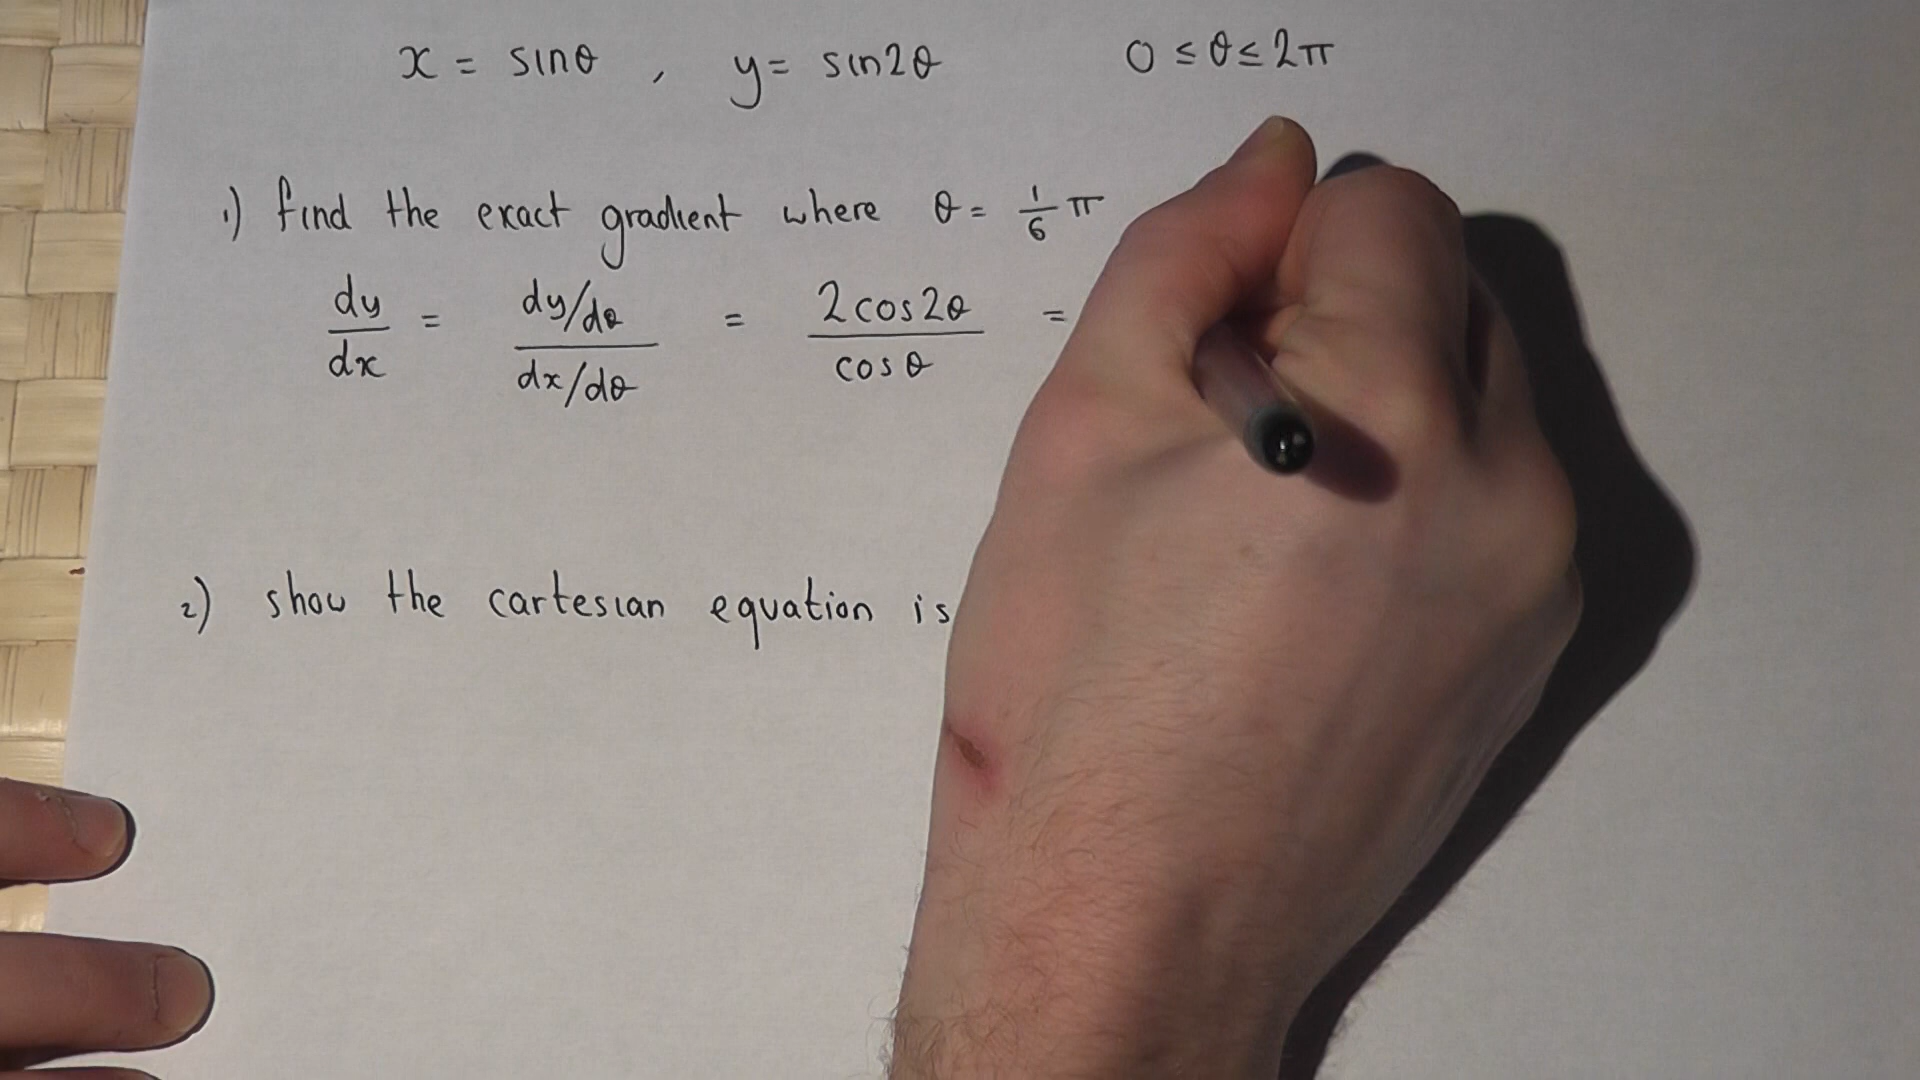 x = sinθ , y = sin2θ 0 ≤ θ ≤ 2π
1) find the exact gradient where θ = 1/6 π
dy/dx = (dy/dθ)/(dx/dθ) = (2cos2θ)/(cosθ) =
2) show the cartesian equation is